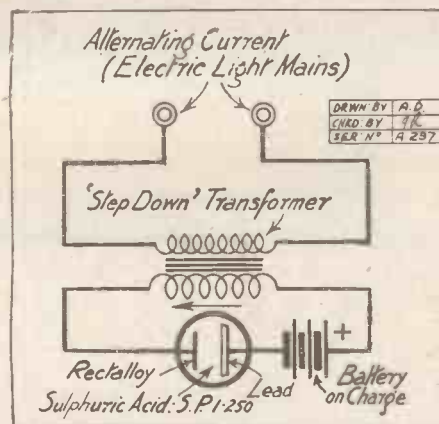 Alternating Current
(Electric Light Mains)
DRWN BY A.D.
CHKD BY
SER Nº A 297
'Step Down' Transformer
+
Rectalloy
Lead
Battery
on Charge
Sulphuric Acid: S.P. 1·250